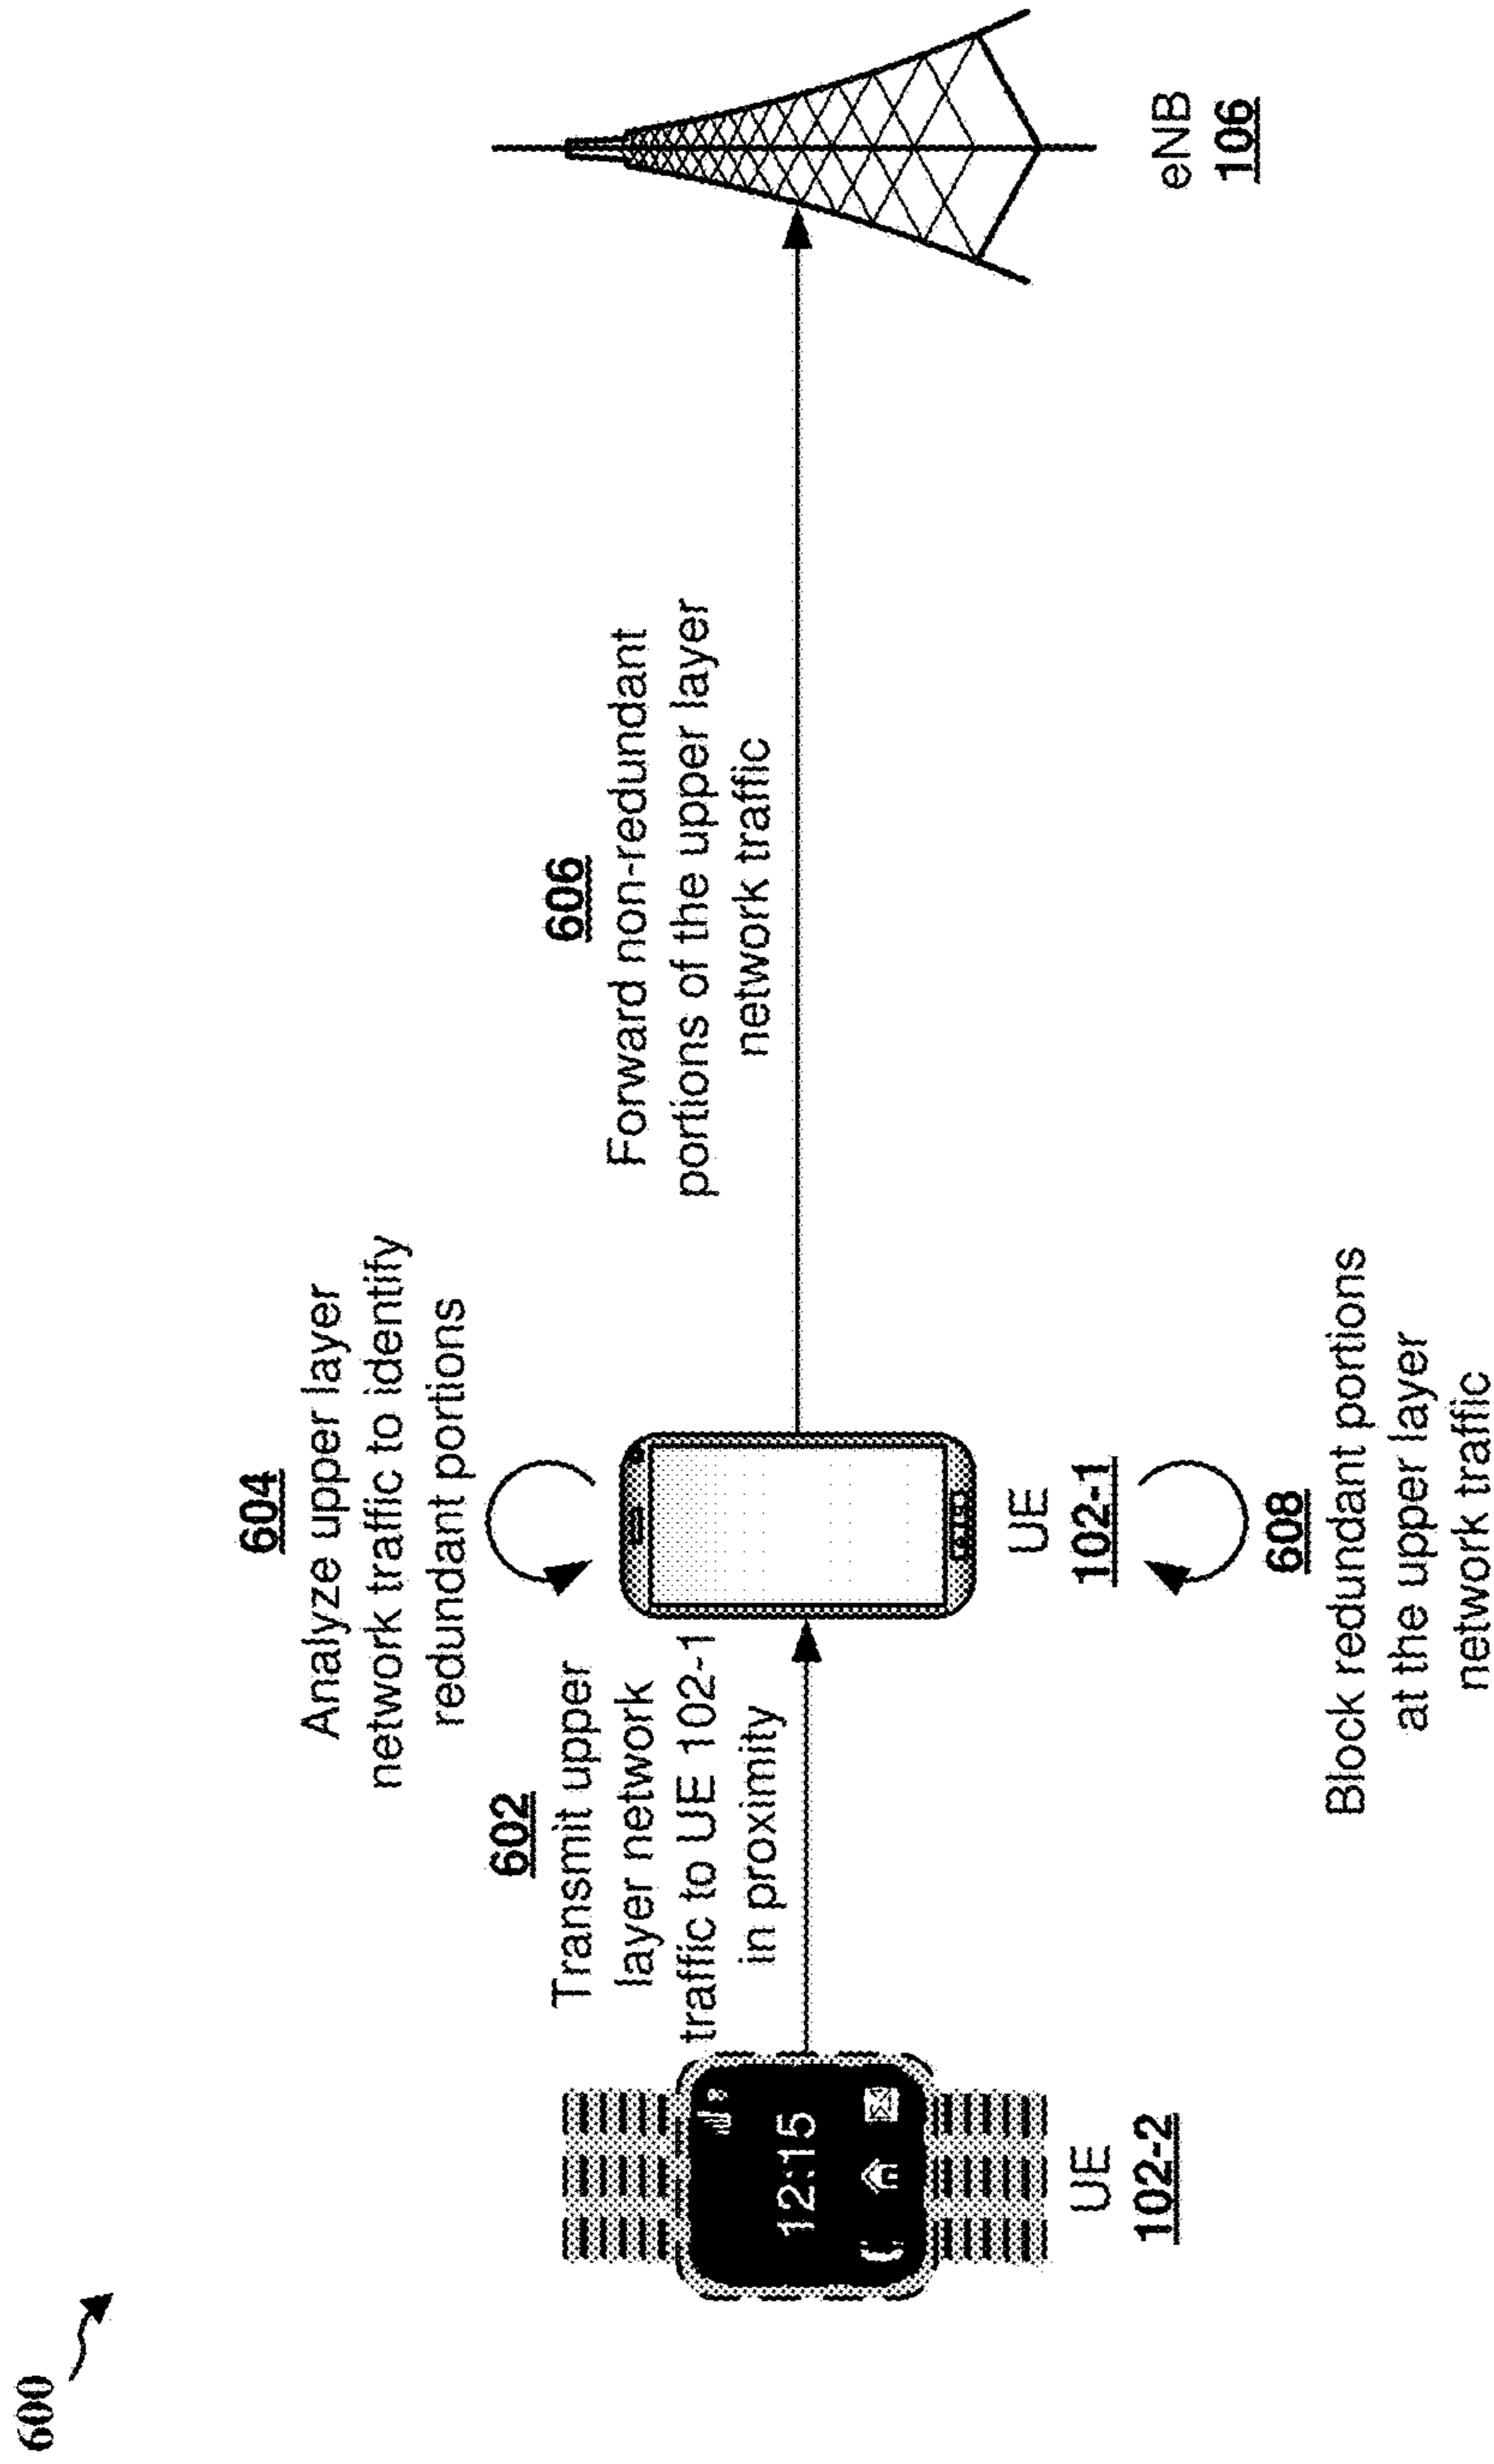 600
604
Analyze upper layer
network traffic to identify
redundant portions
602
Transmit upper
layer network
traffic to UE 102-1
in proximity
606
Forward non-redundant
portions of the upper layer
network traffic
12:15
UE
102-2
UE
102-1
eNB
106
608
Block redundant portions
at the upper layer
network traffic